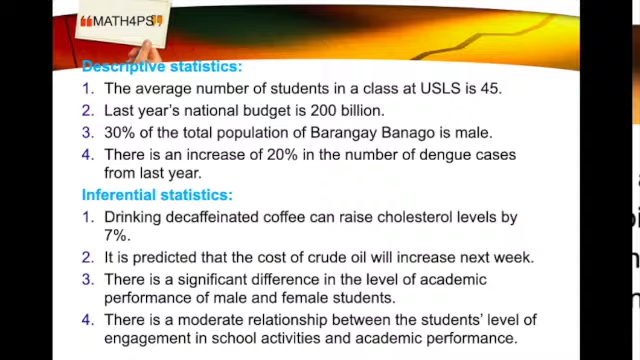 MATH4PS
Descriptive statistics:
1. The average number of students in a class at USLS is 45.
2. Last year's national budget is 200 billion.
3. 30% of the total population of Barangay Banago is male.
4. There is an increase of 20% in the number of dengue cases
from last year.
Inferential statistics:
1. Drinking decaffeinated coffee can raise cholesterol levels by
7%.
2. It is predicted that the cost of crude oil will increase next week.
3. There is a significant difference in the level of academic
performance of male and female students.
4. There is a moderate relationship between the students' level of
engagement in school activities and academic performance.